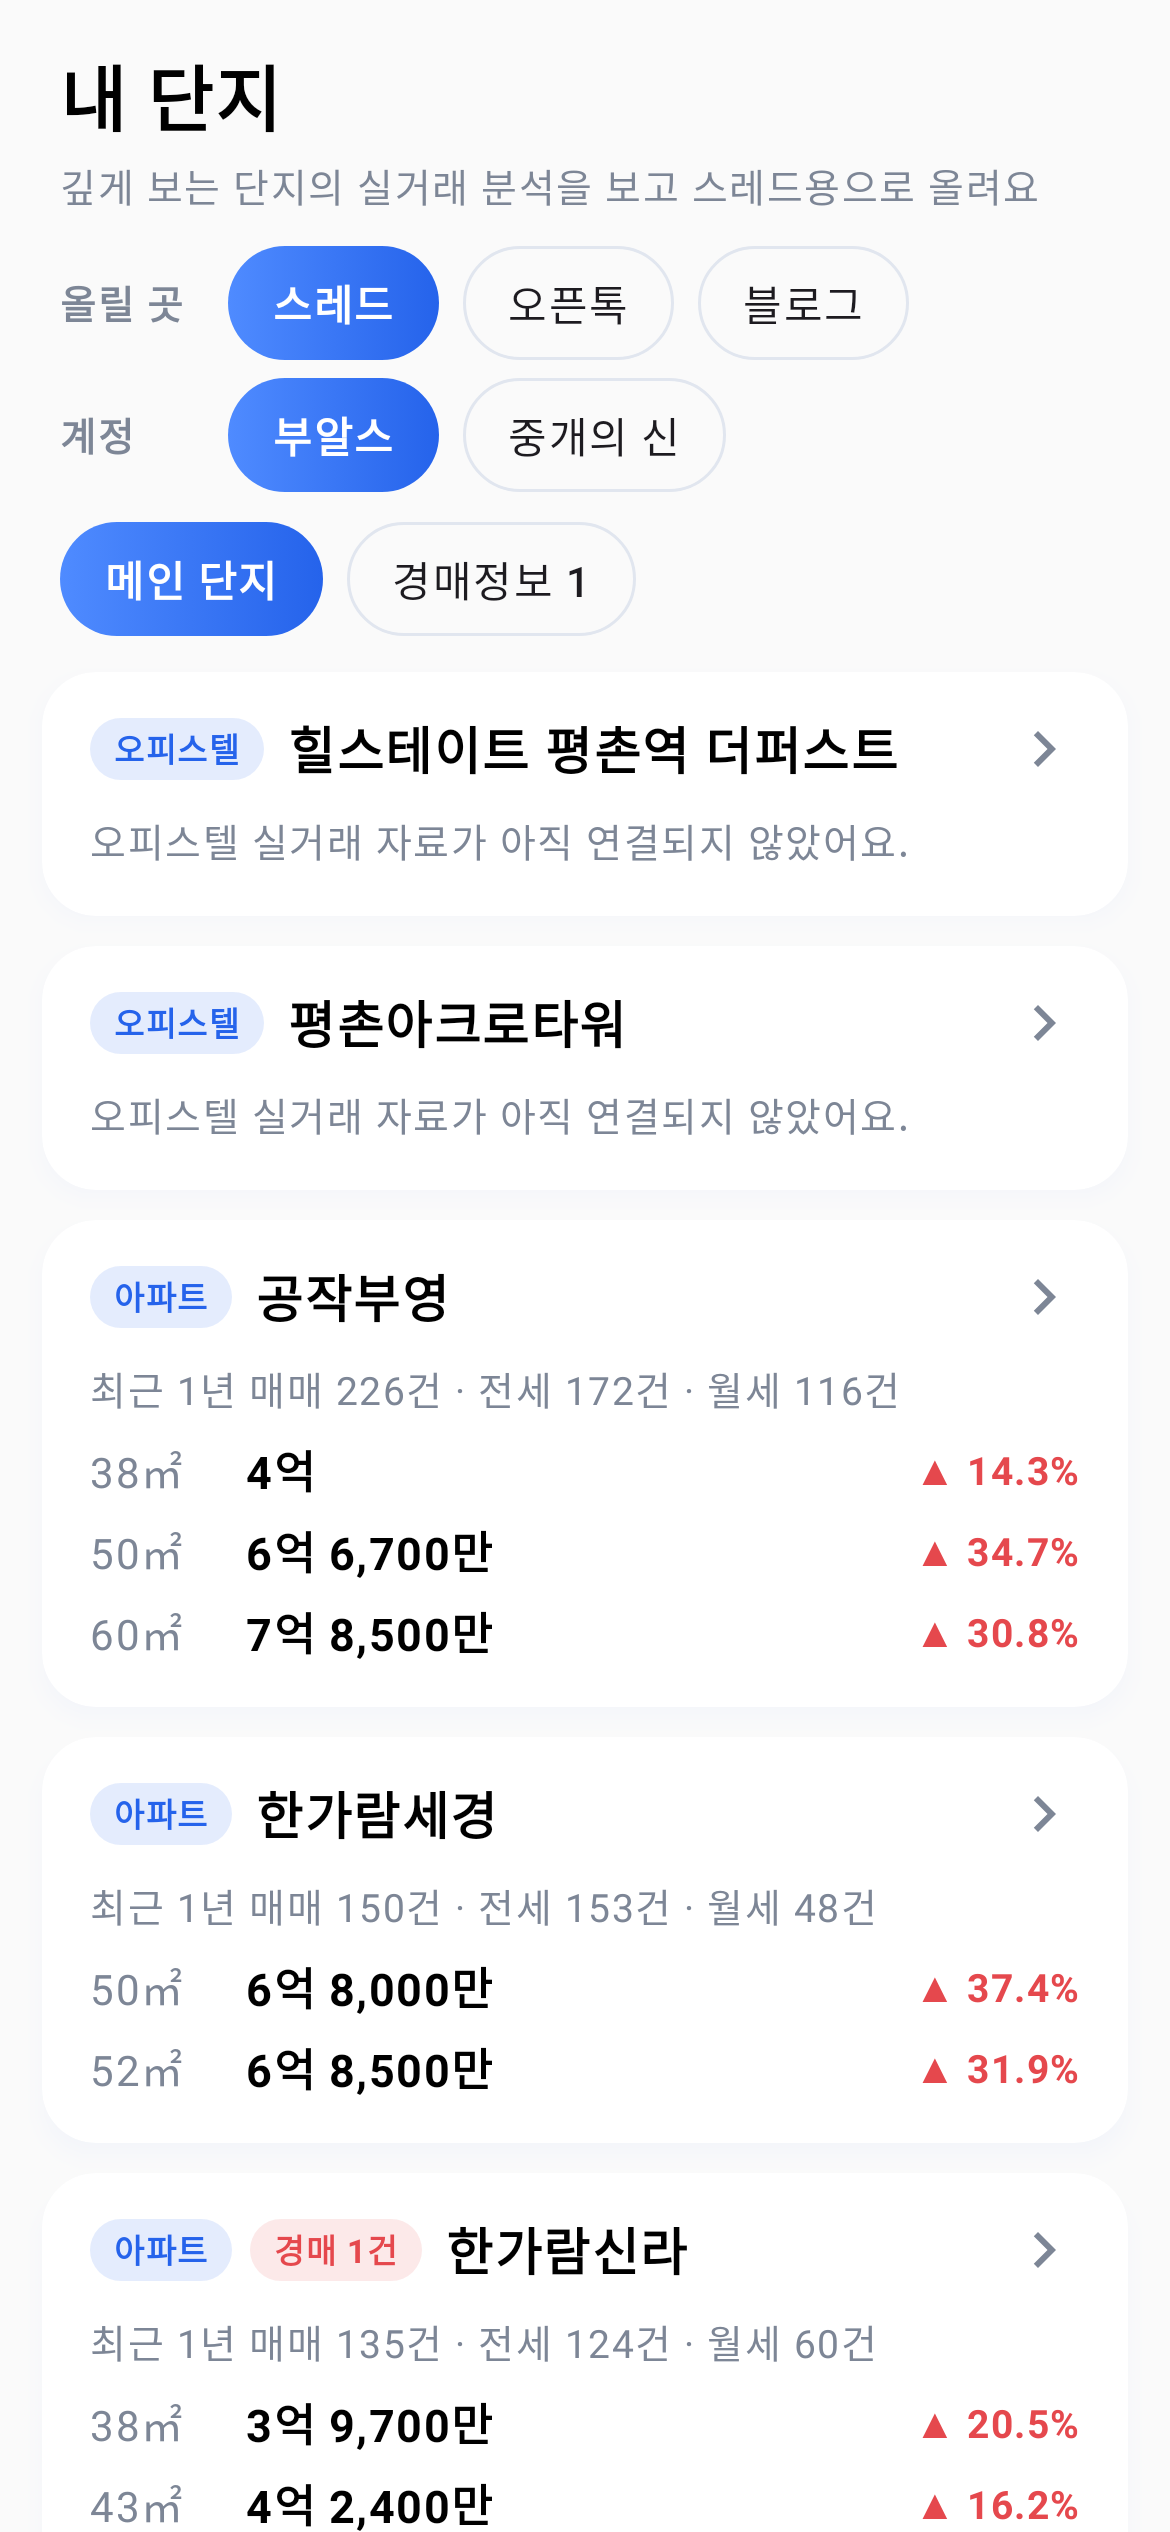 내 단지
깊게 보는 단지의 실거래 분석을 보고 스레드용으로 올려요
올릴 곳 스레드 오픈톡 블로그
계정 부알스 중개의 신
메인 단지 경매정보 1
오피스텔 힐스테이트 평촌역 더퍼스트
오피스텔 실거래 자료가 아직 연결되지 않았어요.
오피스텔 평촌아크로타워
오피스텔 실거래 자료가 아직 연결되지 않았어요.
아파트 공작부영
최근 1년 매매 226건 · 전세 172건 · 월세 116건
38㎡ 4억 ▲ 14.3%
50㎡ 6억 6,700만 ▲ 34.7%
60㎡ 7억 8,500만 ▲ 30.8%
아파트 한가람세경
최근 1년 매매 150건 · 전세 153건 · 월세 48건
50㎡ 6억 8,000만 ▲ 37.4%
52㎡ 6억 8,500만 ▲ 31.9%
아파트 경매 1건 한가람신라
최근 1년 매매 135건 · 전세 124건 · 월세 60건
38㎡ 3억 9,700만 ▲ 20.5%
43㎡ 4억 2,400만 ▲ 16.2%